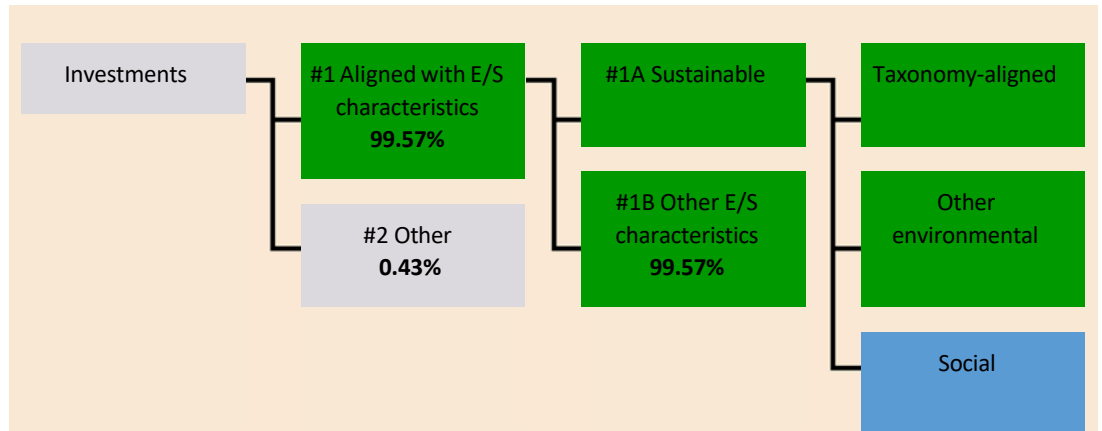 Investments
#1 Aligned with E/S
characteristics
99.57%
#2 Other
0.43%
#1A Sustainable
#1B Other E/S
characteristics
99.57%
Taxonomy-aligned
Other
environmental
Social